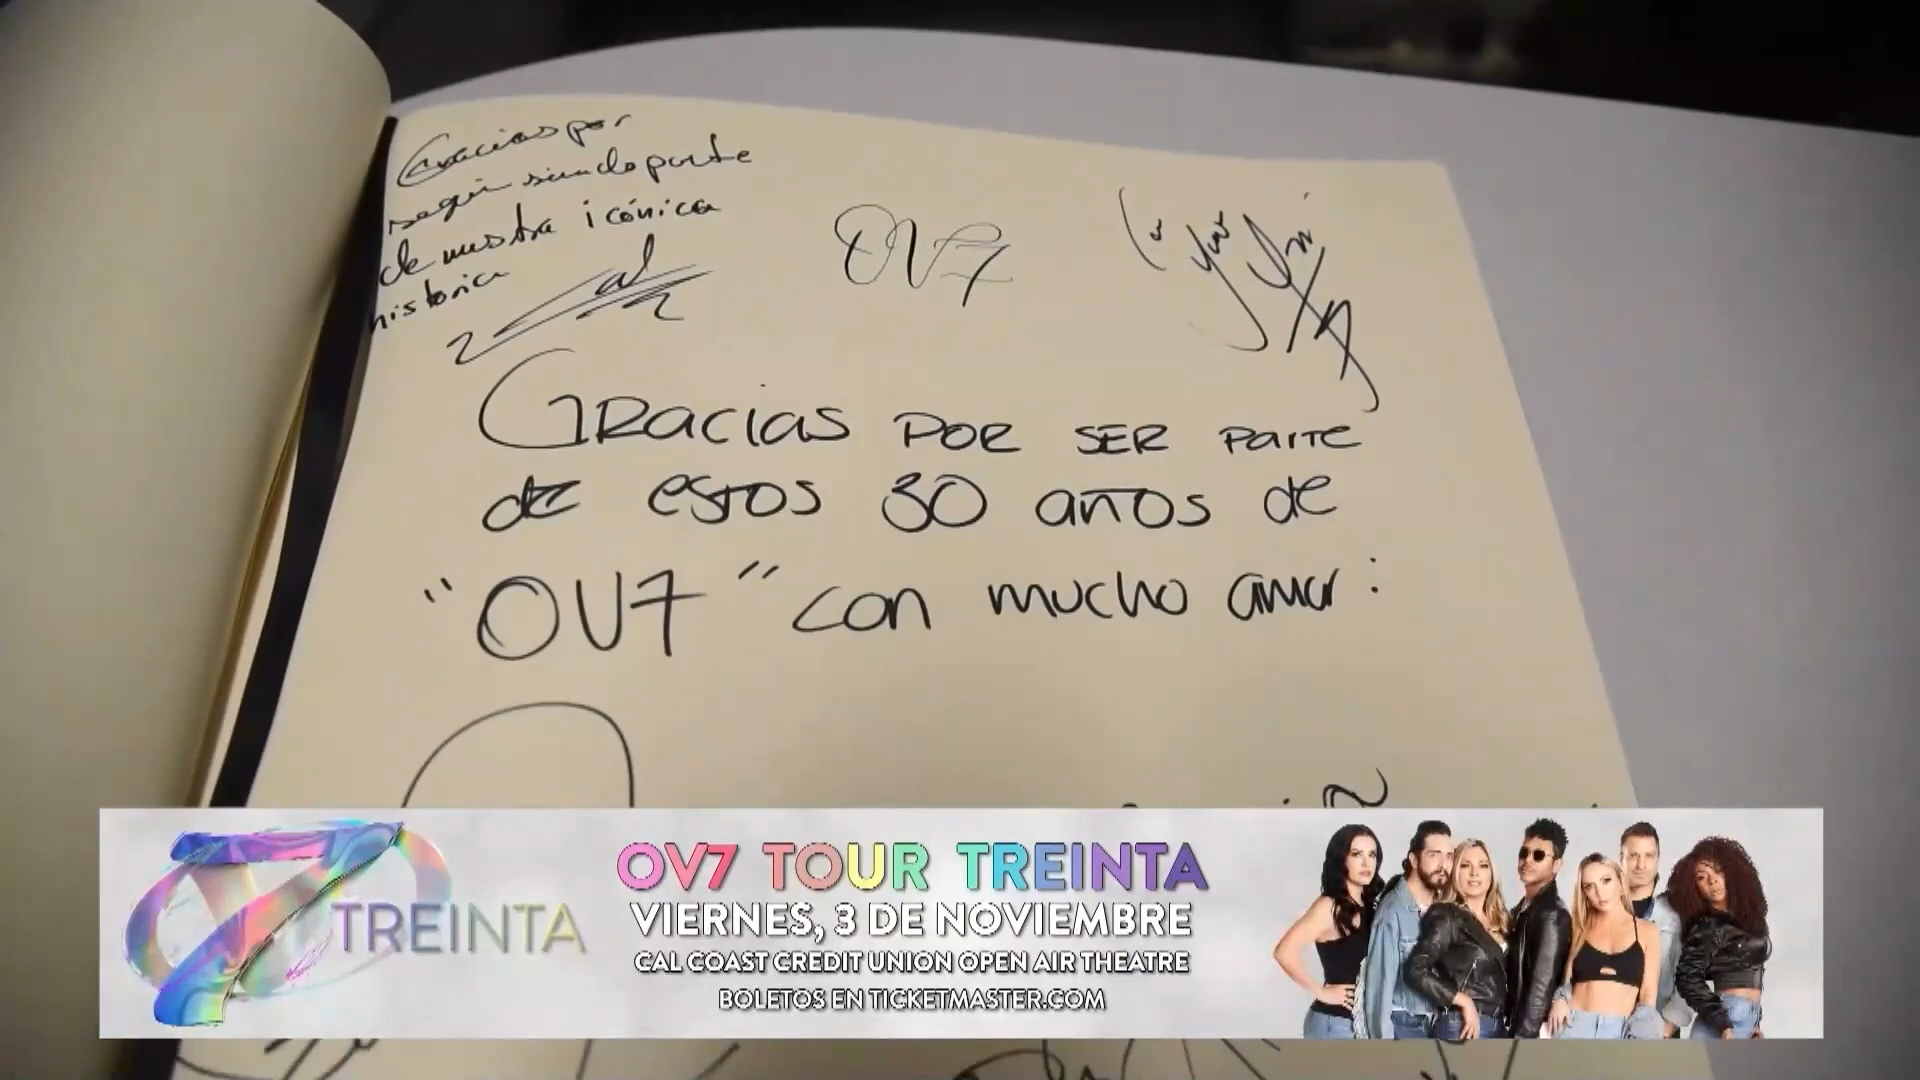 Gracias por
seguir siendo parte
de nuestra icónica
historia
OV7
GRacias POR SER Parte
de estos 30 años de
"OV7" con mucho amor:
TREINTA
OV7 TOUR TREINTA
VIERNES, 3 DE NOVIEMBRE
CAL COAST CREDIT UNION OPEN AIR THEATRE
BOLETOS EN TICKETMASTER.COM